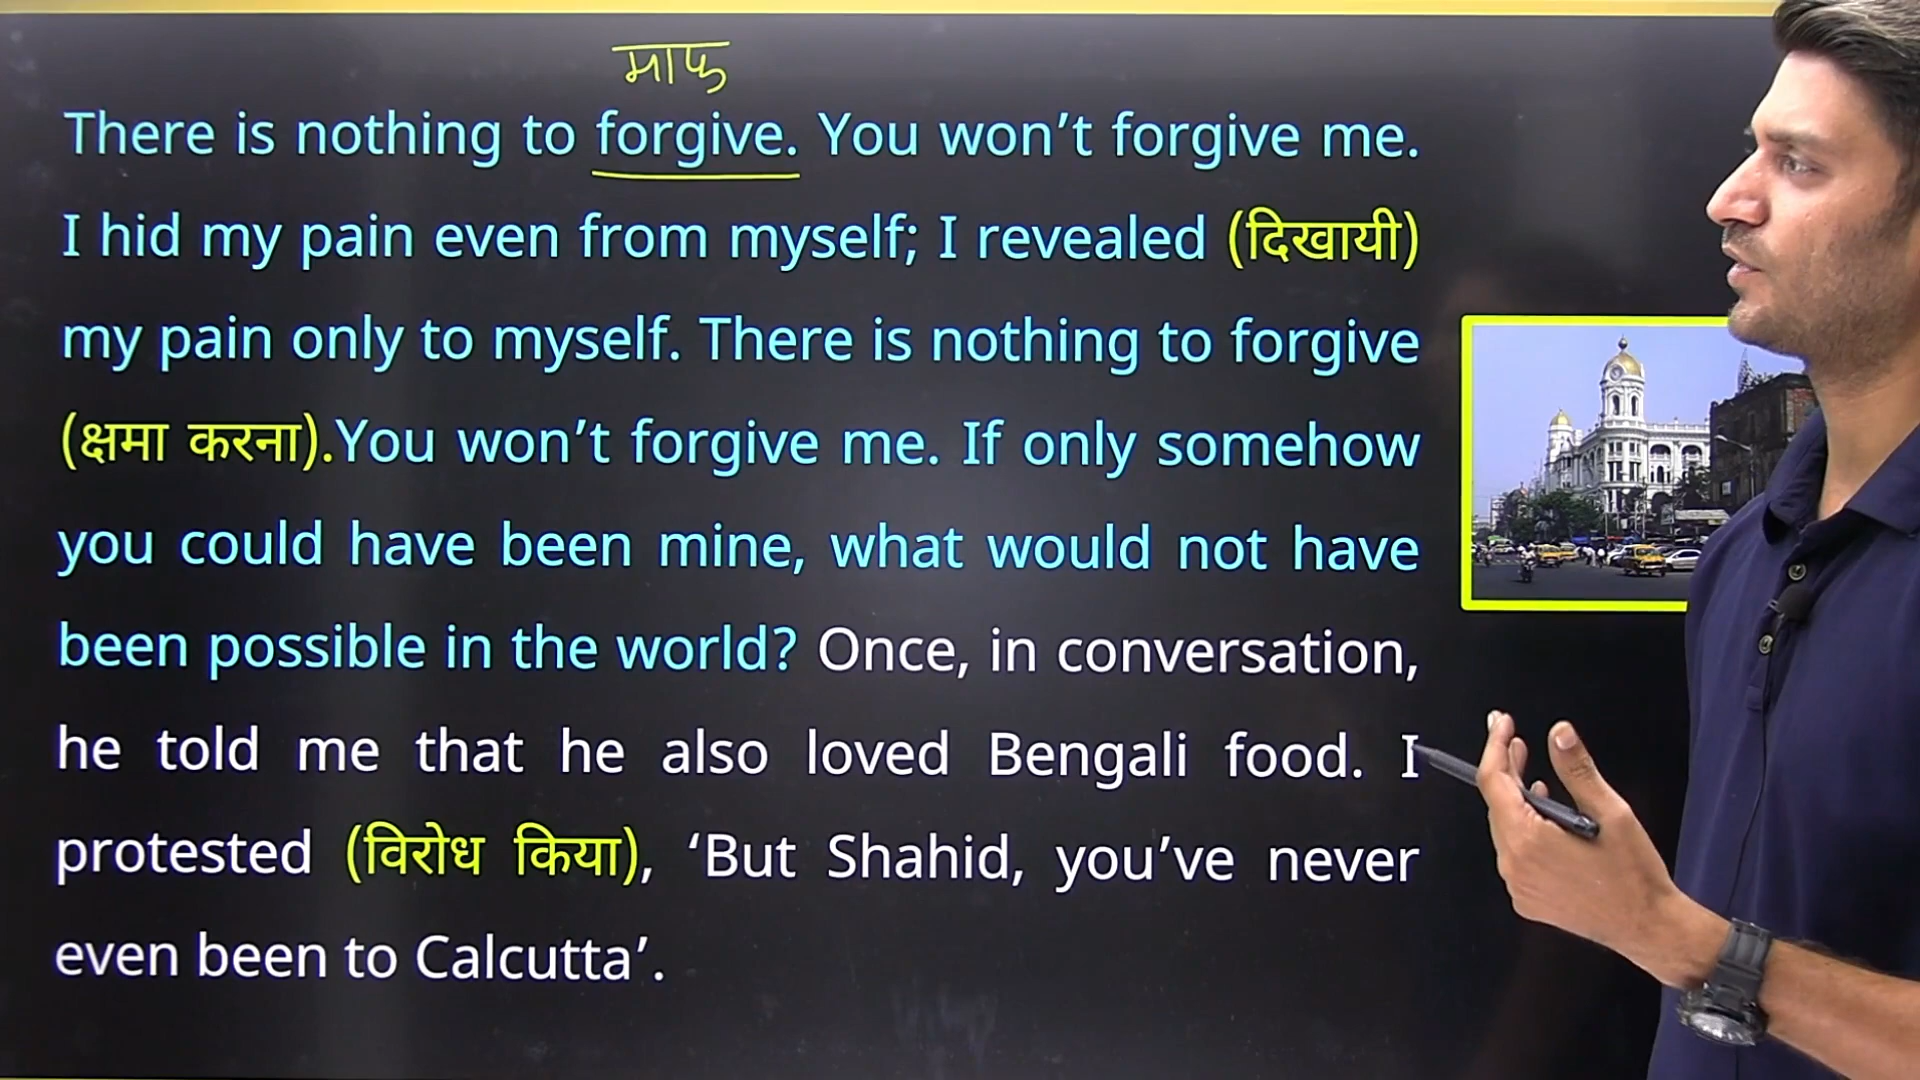 माफ
There is nothing to forgive. You won’t forgive me.
I hid my pain even from myself; I revealed (दिखायी)
my pain only to myself. There is nothing to forgive
(क्षमा करना).You won’t forgive me. If only somehow
you could have been mine, what would not have
been possible in the world? Once, in conversation,
he told me that he also loved Bengali food. I
protested (विरोध किया), ‘But Shahid, you’ve never
even been to Calcutta’.